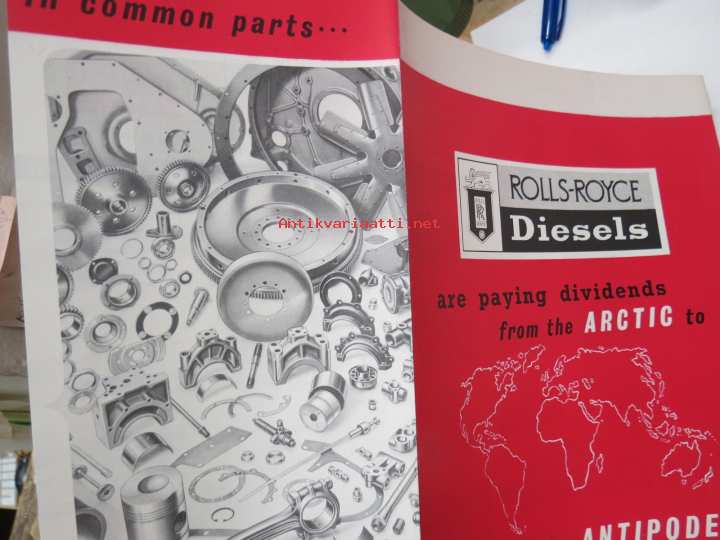 in common parts...
Antikvariaatti.net
ROLLS-ROYCE
Diesels
are paying dividends
from the ARCTIC to
ANTIPODE